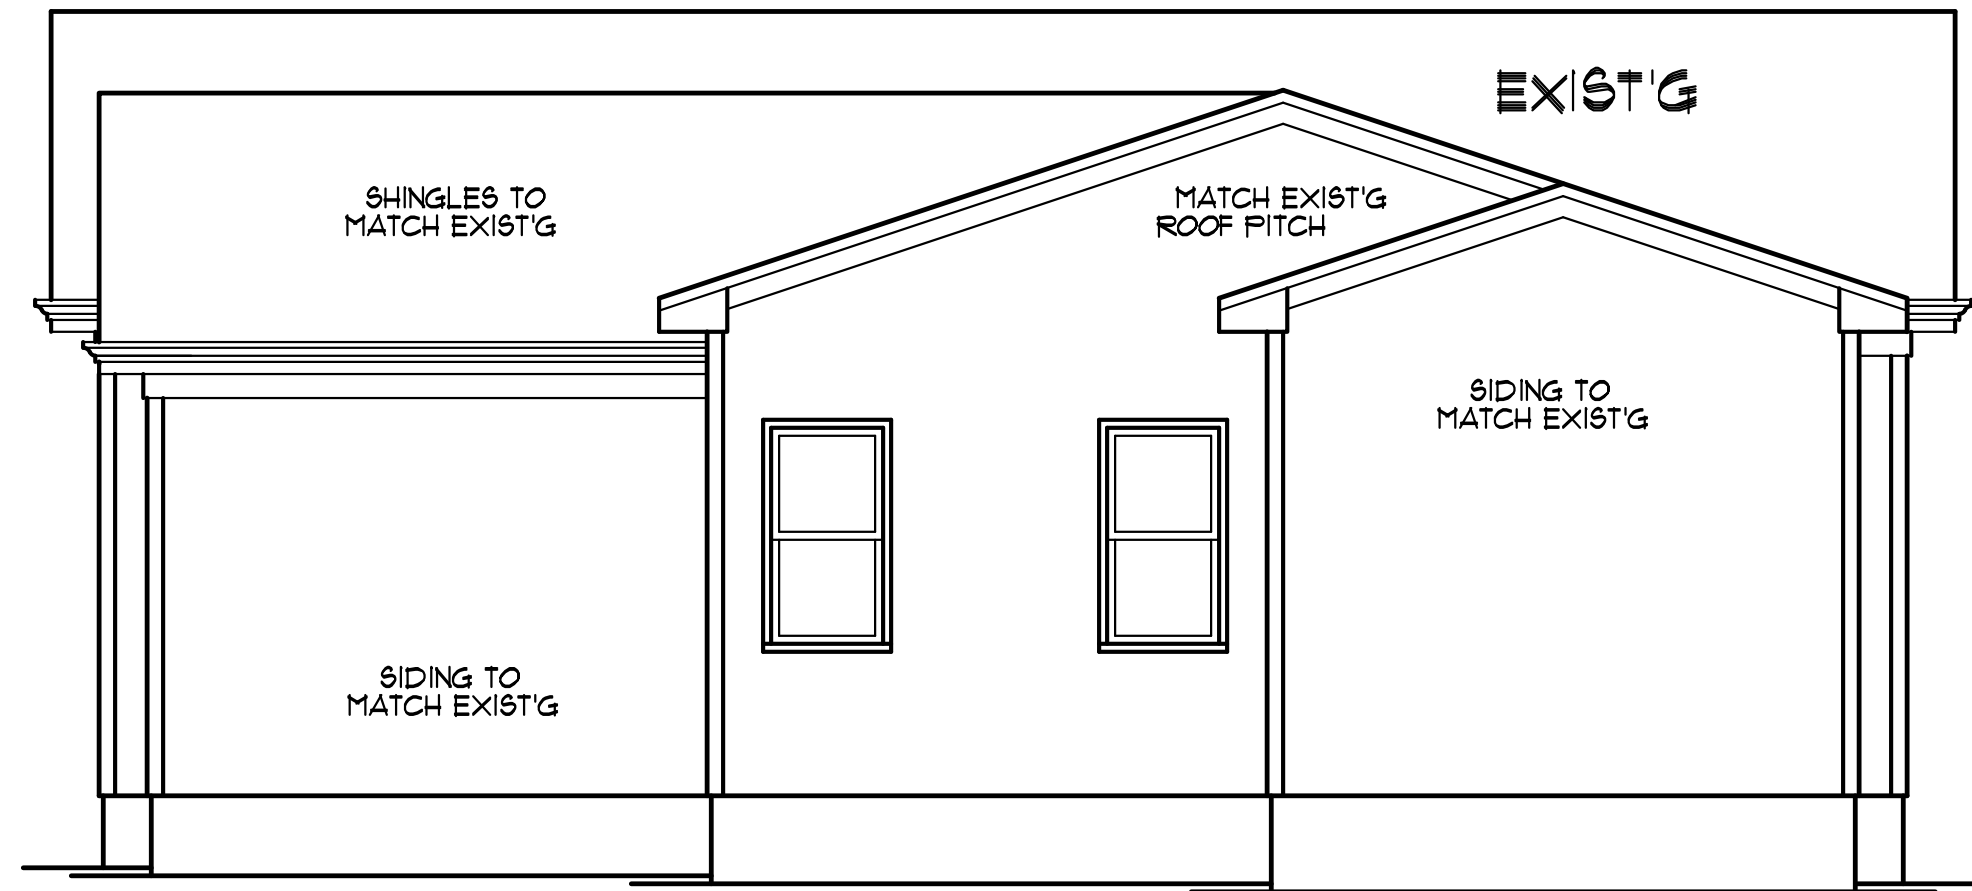 EXIST'G
SHINGLES TO
MATCH EXIST'G
MATCH EXIST'G
ROOF PITCH
SIDING TO
MATCH EXIST'G
SIDING TO
MATCH EXIST'G